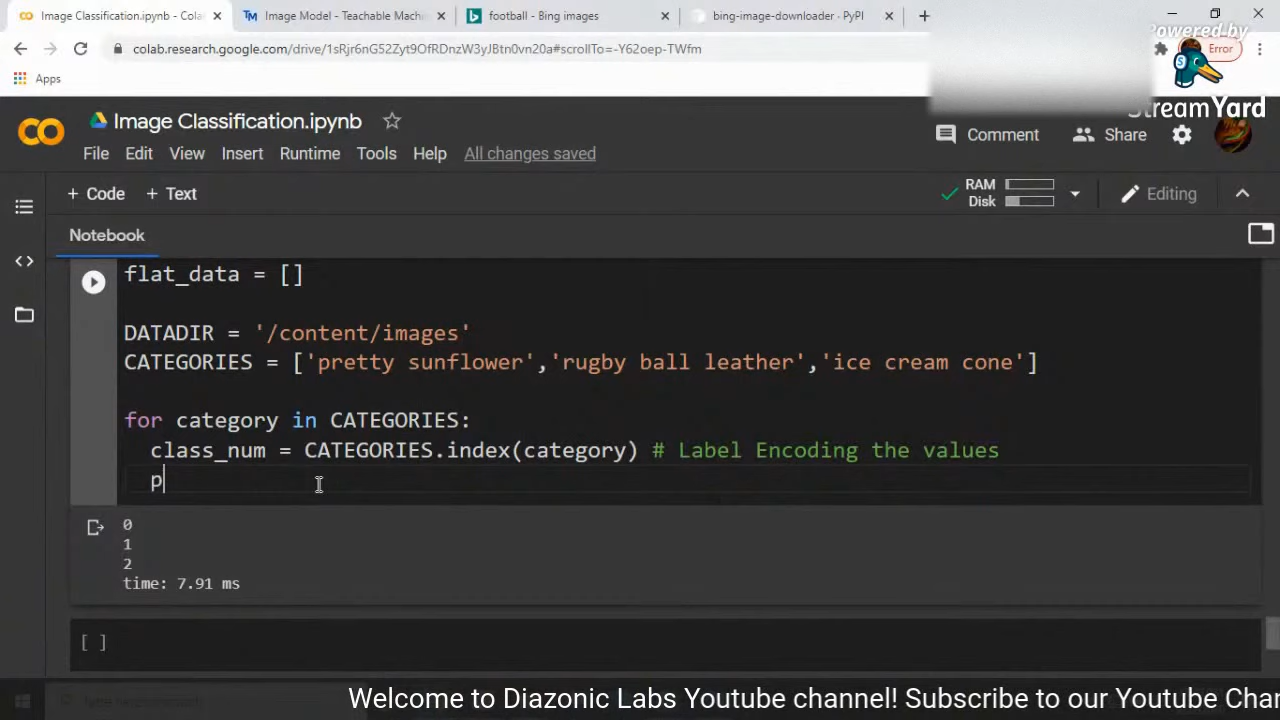 Image Classification.ipynb - Cola
Image Model - Teachable Mach
football - Bing images
bing-image-downloader · PyPI
colab.research.google.com/drive/1sRjr6nG52Zyt9OfRDnzW3yJBtn0vn20a#scrollTo=-Y62oep-TWfm
Error
Powered by
StreamYard
Apps
Image Classification.ipynb
File Edit View Insert Runtime Tools Help All changes saved
Comment
Share
+ Code + Text
RAM
Disk
Editing
Notebook
flat_data = []
DATADIR = '/content/images'
CATEGORIES = ['pretty sunflower','rugby ball leather','ice cream cone']
for category in CATEGORIES:
class_num = CATEGORIES.index(category) # Label Encoding the values
p
0
1
2
time: 7.91 ms
[ ]
Type here to search
Welcome to Diazonic Labs Youtube channel! Subscribe to our Youtube Chan